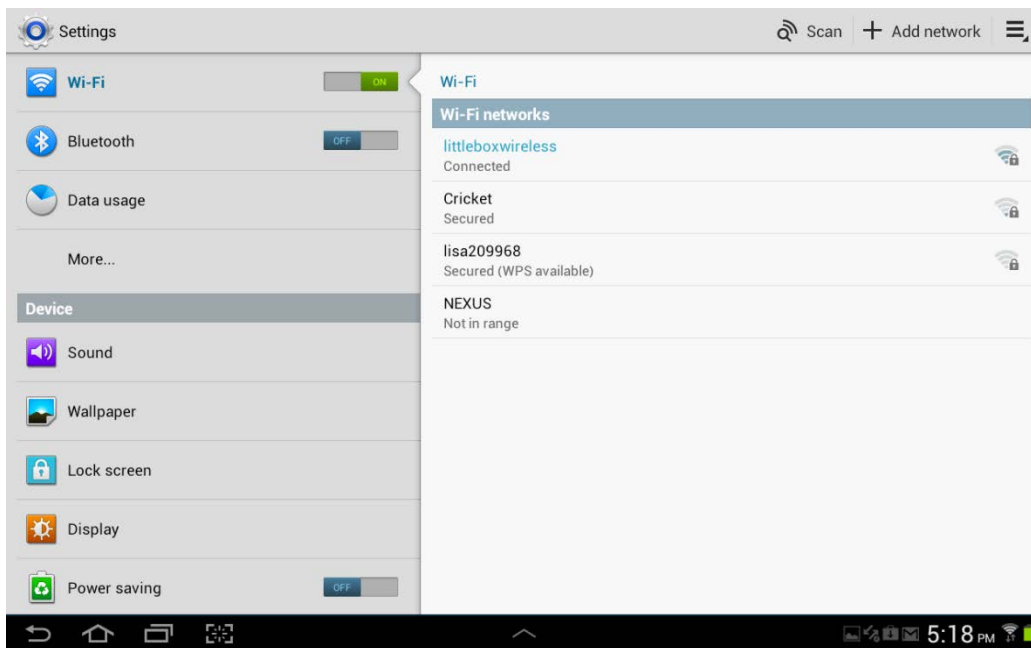 Settings
Scan
Add network
Wi-Fi
ON
Bluetooth
OFF
Data usage
More...
Device
Sound
Wallpaper
Lock screen
Display
Power saving
OFF
Wi-Fi
Wi-Fi networks
littleboxwireless
Connected
Cricket
Secured
lisa209968
Secured (WPS available)
NEXUS
Not in range
5:18 PM